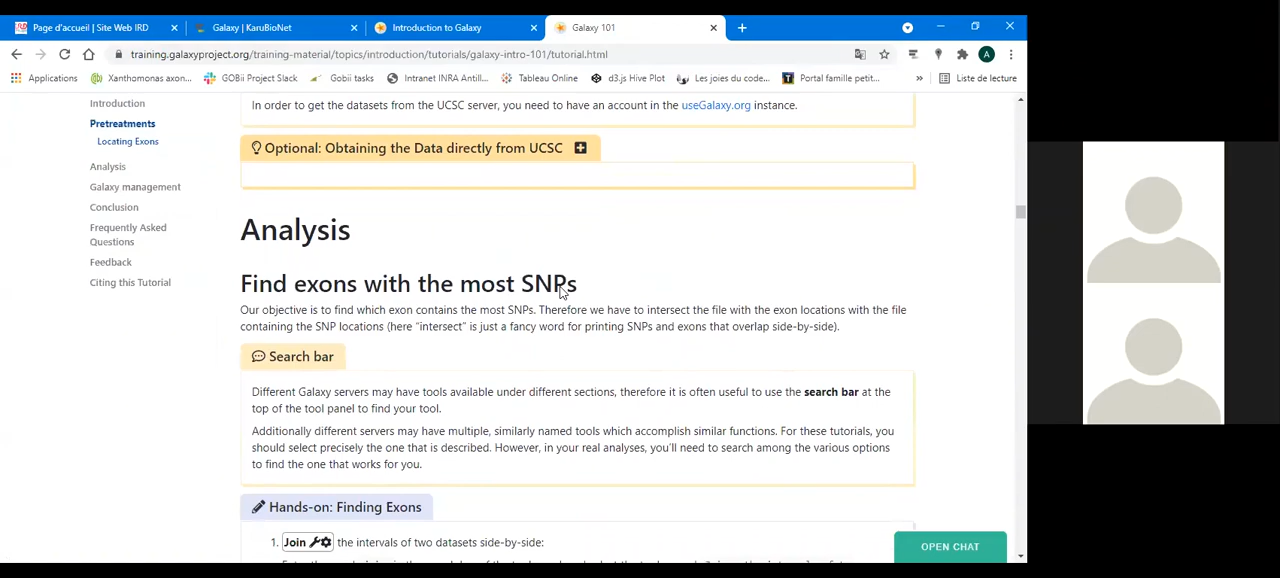 Page d'accueil | Site Web IRD
Galaxy | KaruBioNet
Introduction to Galaxy
Galaxy 101
training.galaxyproject.org/training-material/topics/introduction/tutorials/galaxy-intro-101/tutorial.html
A
Applications
Xanthomonas axon...
GOBii Project Slack
Gobii tasks
Intranet INRA Antill...
Tableau Online
d3.js Hive Plot
Les joies du code...
Portal famille petit...
»
Liste de lecture
Introduction
Pretreatments
Locating Exons
Analysis
Galaxy management
Conclusion
Frequently Asked
Questions
Feedback
Citing this Tutorial
In order to get the datasets from the UCSC server, you need to have an account in the useGalaxy.org instance.
Optional: Obtaining the Data directly from UCSC
Analysis
Find exons with the most SNPs
Our objective is to find which exon contains the most SNPs. Therefore we have to intersect the file with the exon locations with the file
containing the SNP locations (here “intersect” is just a fancy word for printing SNPs and exons that overlap side-by-side).
Search bar
Different Galaxy servers may have tools available under different sections, therefore it is often useful to use the search bar at the
top of the tool panel to find your tool.
Additionally different servers may have multiple, similarly named tools which accomplish similar functions. For these tutorials, you
should select precisely the one that is described. However, in your real analyses, you'll need to search among the various options
to find the one that works for you.
Hands-on: Finding Exons
1. Join the intervals of two datasets side-by-side:
OPEN CHAT